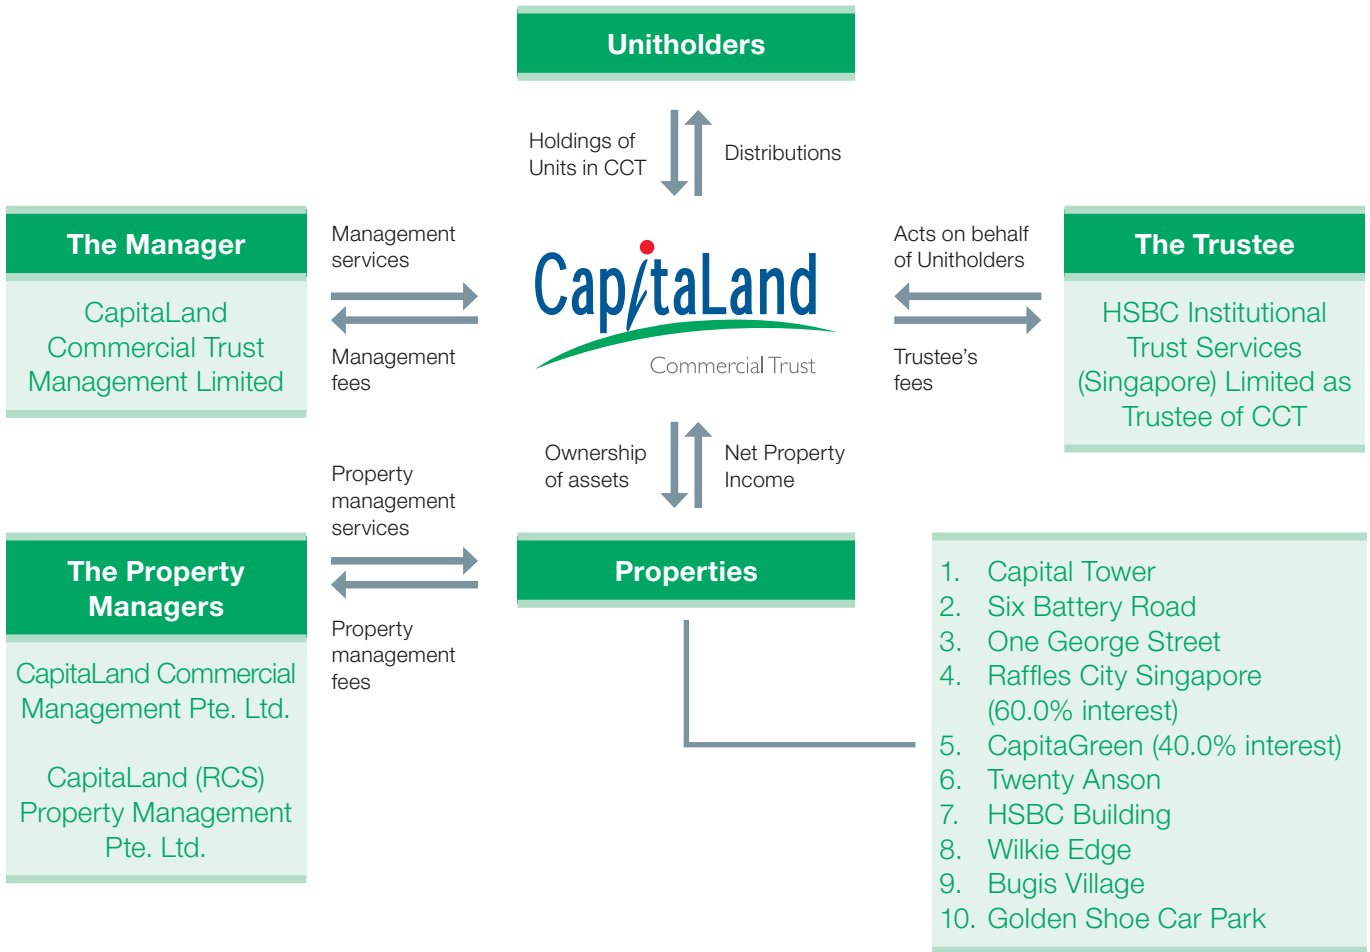 Unitholders
Holdings of
Units in CCT
Distributions
The Manager
CapitaLand
Commercial Trust
Management Limited
Management
services
Management
fees
CapitaLand
Commercial Trust
Acts on behalf
of Unitholders
Trustee's
fees
The Trustee
HSBC Institutional
Trust Services
(Singapore) Limited as
Trustee of CCT
Ownership
of assets
Net Property
Income
The Property
Managers
CapitaLand Commercial
Management Pte. Ltd.
CapitaLand (RCS)
Property Management
Pte. Ltd.
Property
management
services
Property
management
fees
Properties
1. Capital Tower
2. Six Battery Road
3. One George Street
4. Raffles City Singapore
(60.0% interest)
5. CapitaGreen (40.0% interest)
6. Twenty Anson
7. HSBC Building
8. Wilkie Edge
9. Bugis Village
10. Golden Shoe Car Park